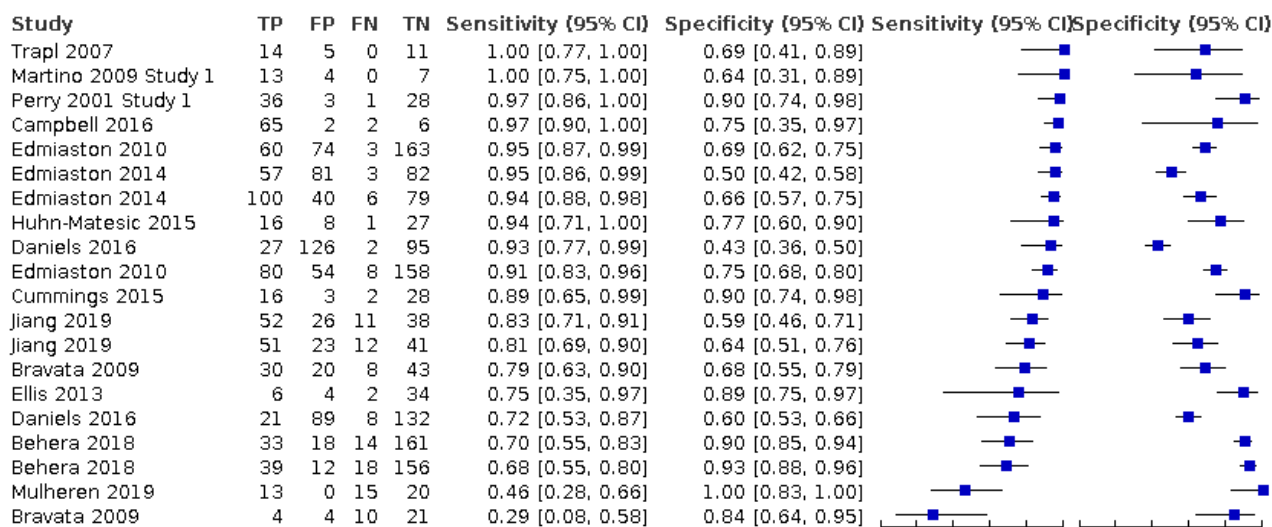 Study TP FP FN TN Sensitivity (95% CI) Specificity (95% CI) Sensitivity (95% CI) Specificity (95% CI)
Trapl 2007 14 5 0 11 1.00 [0.77, 1.00] 0.69 [0.41, 0.89]
Martino 2009 Study 1 13 4 0 7 1.00 [0.75, 1.00] 0.64 [0.31, 0.89]
Perry 2001 Study 1 36 3 1 28 0.97 [0.86, 1.00] 0.90 [0.74, 0.98]
Campbell 2016 65 2 2 6 0.97 [0.90, 1.00] 0.75 [0.35, 0.97]
Edmiaston 2010 60 74 3 163 0.95 [0.87, 0.99] 0.69 [0.62, 0.75]
Edmiaston 2014 57 81 3 82 0.95 [0.86, 0.99] 0.50 [0.42, 0.58]
Edmiaston 2014 100 40 6 79 0.94 [0.88, 0.98] 0.66 [0.57, 0.75]
Huhn-Matesic 2015 16 8 1 27 0.94 [0.71, 1.00] 0.77 [0.60, 0.90]
Daniels 2016 27 126 2 95 0.93 [0.77, 0.99] 0.43 [0.36, 0.50]
Edmiaston 2010 80 54 8 158 0.91 [0.83, 0.96] 0.75 [0.68, 0.80]
Cummings 2015 16 3 2 28 0.89 [0.65, 0.99] 0.90 [0.74, 0.98]
Jiang 2019 52 26 11 38 0.83 [0.71, 0.91] 0.59 [0.46, 0.71]
Jiang 2019 51 23 12 41 0.81 [0.69, 0.90] 0.64 [0.51, 0.76]
Bravata 2009 30 20 8 43 0.79 [0.63, 0.90] 0.68 [0.55, 0.79]
Ellis 2013 6 4 2 34 0.75 [0.35, 0.97] 0.89 [0.75, 0.97]
Daniels 2016 21 89 8 132 0.72 [0.53, 0.87] 0.60 [0.53, 0.66]
Behera 2018 33 18 14 161 0.70 [0.55, 0.83] 0.90 [0.85, 0.94]
Behera 2018 39 12 18 156 0.68 [0.55, 0.80] 0.93 [0.88, 0.96]
Mulheren 2019 13 0 15 20 0.46 [0.28, 0.66] 1.00 [0.83, 1.00]
Bravata 2009 4 4 10 21 0.29 [0.08, 0.58] 0.84 [0.64, 0.95]